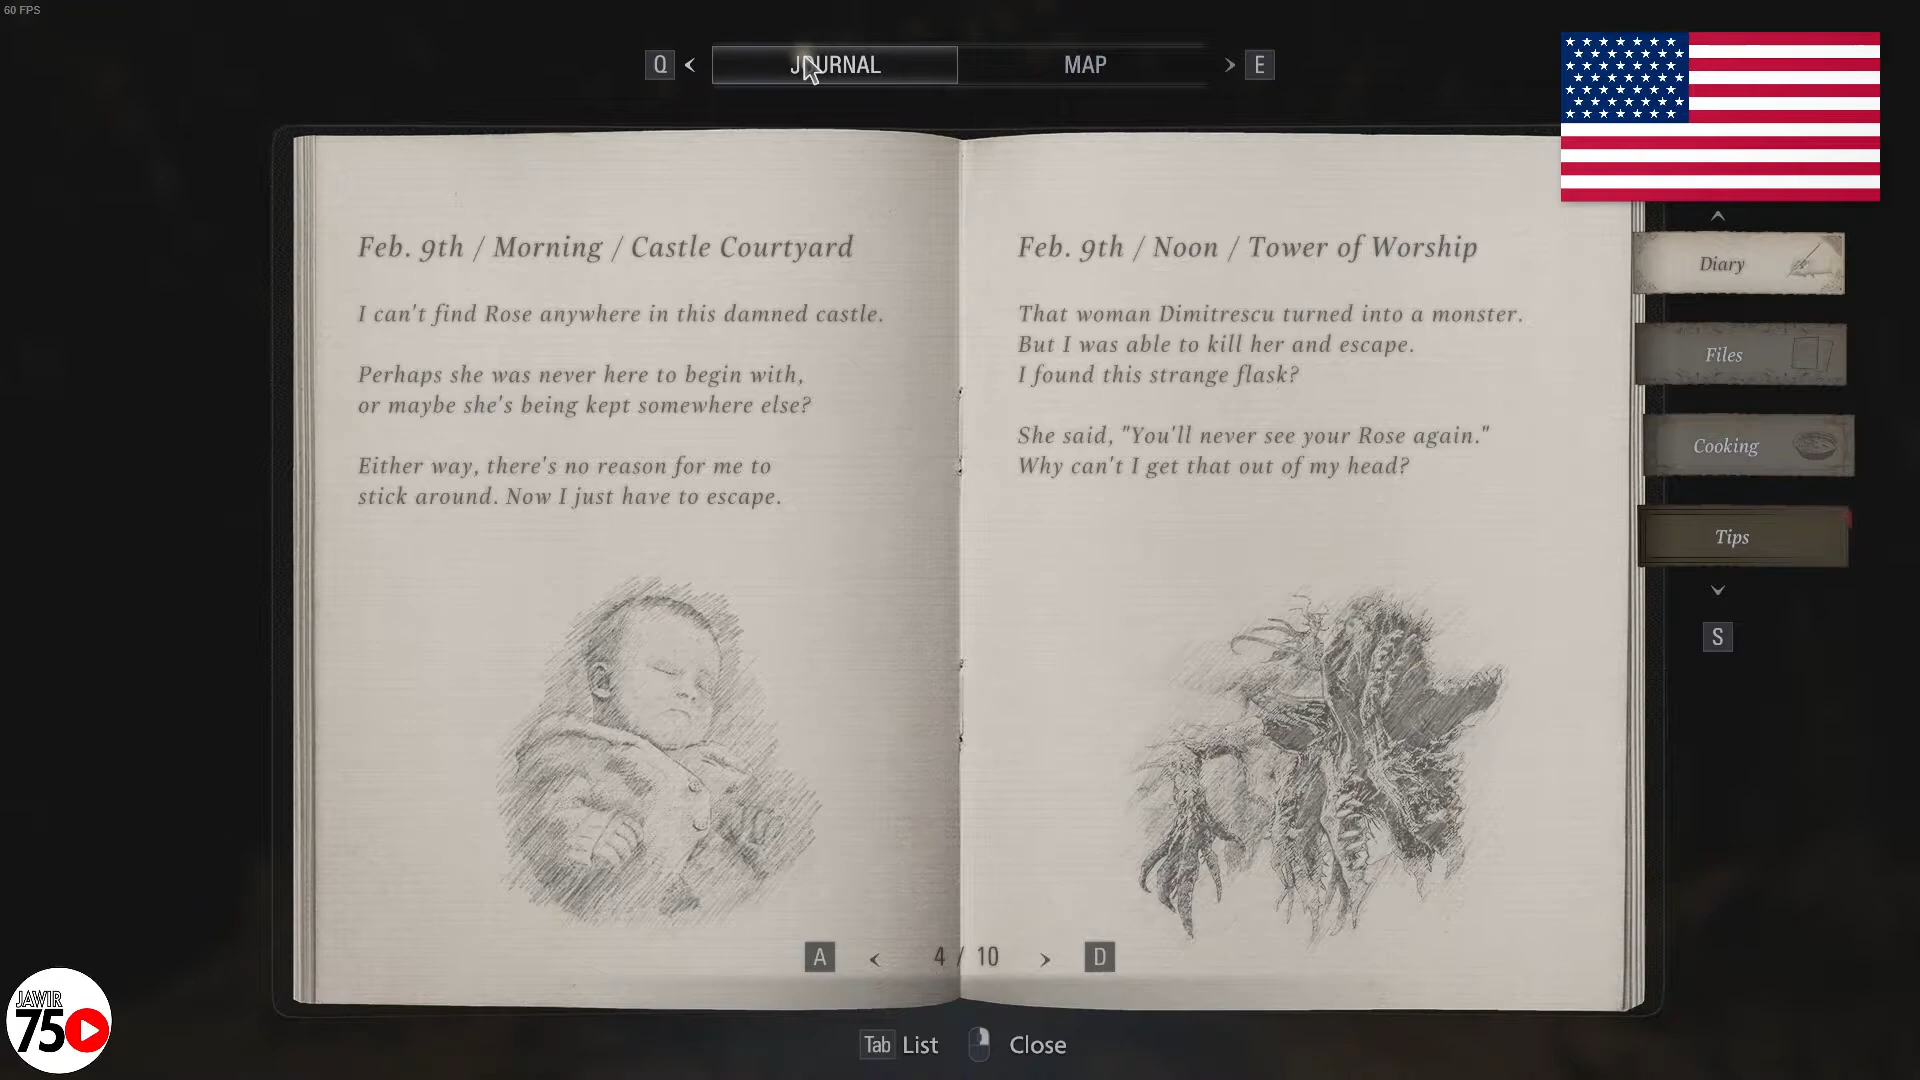 60 FPS
Q < JOURNAL MAP > E
Feb. 9th / Morning / Castle Courtyard
I can't find Rose anywhere in this damned castle.
Perhaps she was never here to begin with,
or maybe she's being kept somewhere else?
Either way, there's no reason for me to
stick around. Now I just have to escape.
Feb. 9th / Noon / Tower of Worship
That woman Dimitrescu turned into a monster.
But I was able to kill her and escape.
I found this strange flask?
She said, "You'll never see your Rose again."
Why can't I get that out of my head?
Diary
Files
Cooking
Tips
S
A < 4 / 10 > D
Tab List Close
JAWIR
75